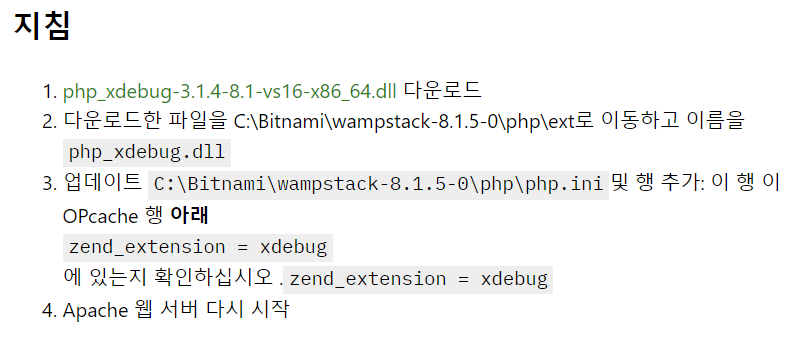 지침
1. php_xdebug-3.1.4-8.1-vs16-x86_64.dll 다운로드
2. 다운로드한 파일을 C:\Bitnami\wampstack-8.1.5-0\php\ext로 이동하고 이름을
php_xdebug.dll
3. 업데이트 C:\Bitnami\wampstack-8.1.5-0\php\php.ini 및 행 추가: 이 행 이
OPcache 행 아래
zend_extension = xdebug
에 있는지 확인하십시오 . zend_extension = xdebug
4. Apache 웹 서버 다시 시작